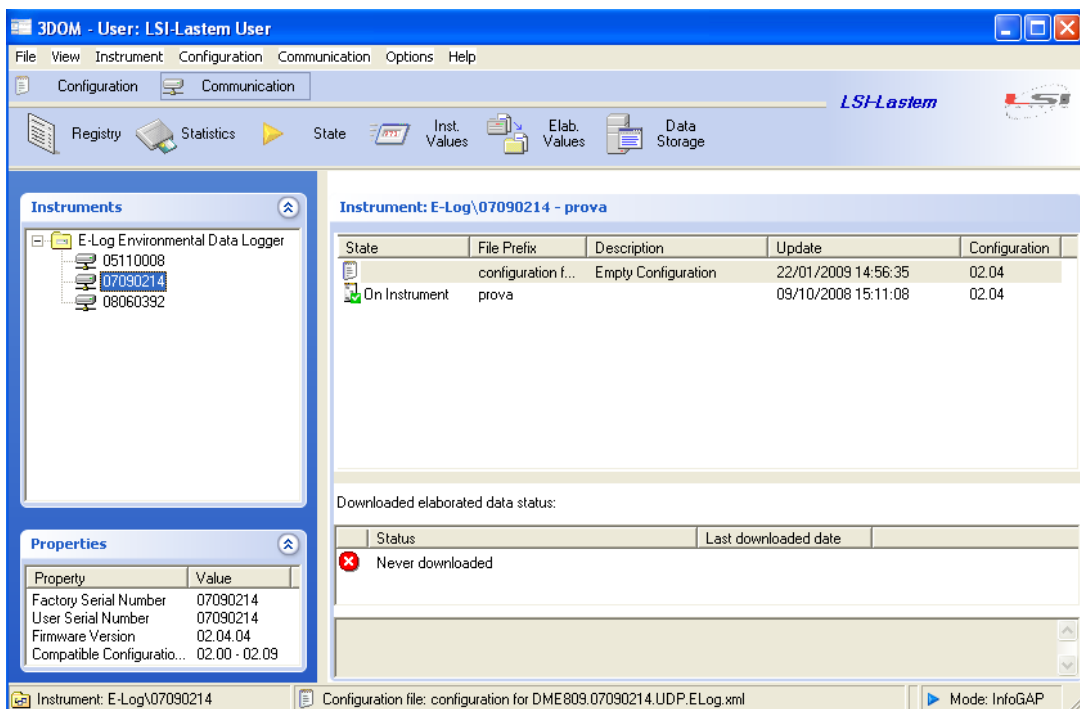 3DOM - User: LSI-Lastem User
File View Instrument Configuration Communication Options Help
Configuration Communication
LSI-Lastem
LSI
Registry Statistics State Inst. Values Elab. Values Data Storage
Instruments
E-Log Environmental Data Logger
05110008
07090214
08060392
Instrument: E-Log\07090214 - prova
State File Prefix Description Update Configuration
configuration f... Empty Configuration 22/01/2009 14:56:35 02.04
On Instrument prova 09/10/2008 15:11:08 02.04
Downloaded elaborated data status:
Status Last downloaded date
Never downloaded
Properties
Property Value
Factory Serial Number 07090214
User Serial Number 07090214
Firmware Version 02.04.04
Compatible Configuratio... 02.00 - 02.09
Instrument: E-Log\07090214 Configuration file: configuration for DME809.07090214.UDP.ELog.xml Mode: InfoGAP